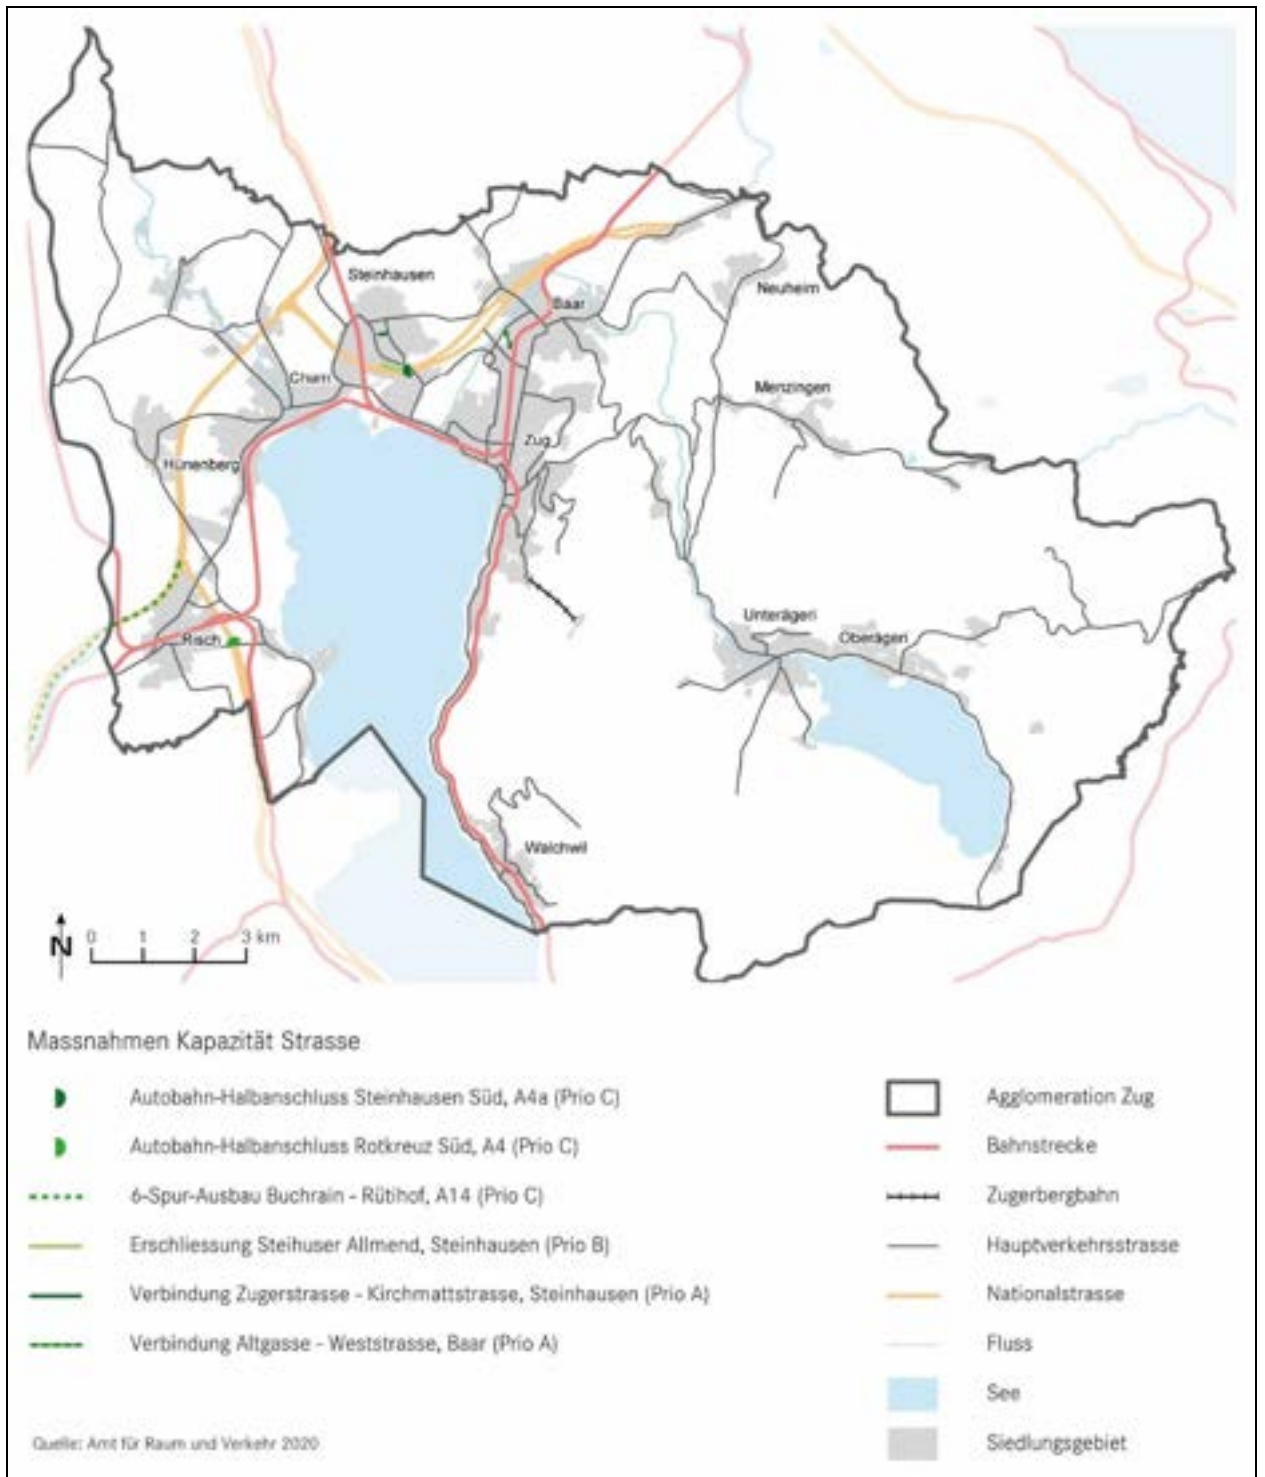 Steinhausen
Neuheim
Baar
Cham
Menzingen
Zug
Hünenberg
Unterägeri
Oberägeri
Risch
Walchwil
N
0 1 2 3 km
Massnahmen Kapazität Strasse
Autobahn-Halbanschluss Steinhausen Süd, A4a (Prio C)
Autobahn-Halbanschluss Rotkreuz Süd, A4 (Prio C)
6-Spur-Ausbau Buchrain - Rütihof, A14 (Prio C)
Erschliessung Steihuser Allmend, Steinhausen (Prio B)
Verbindung Zugerstrasse - Kirchmattstrasse, Steinhausen (Prio A)
Verbindung Altgasse - Weststrasse, Baar (Prio A)
Agglomeration Zug
Bahnstrecke
Zugerbergbahn
Hauptverkehrsstrasse
Nationalstrasse
Fluss
See
Siedlungsgebiet
Quelle: Amt für Raum und Verkehr 2020